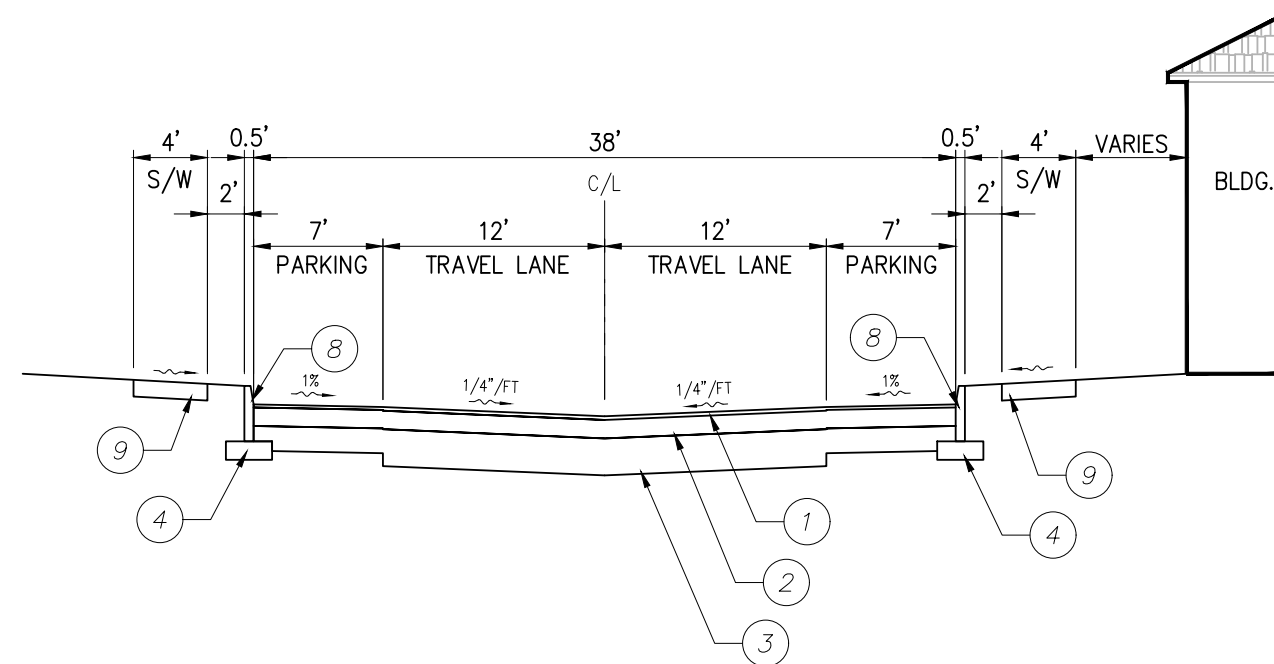 4' 0.5' 38' 0.5' 4' VARIES
S/W C/L S/W BLDG.
2' 2'
7' 12' 12' 7'
PARKING TRAVEL LANE TRAVEL LANE PARKING
8 8
1% 1/4"/FT 1/4"/FT 1%
9 9
4 1 4
2
3